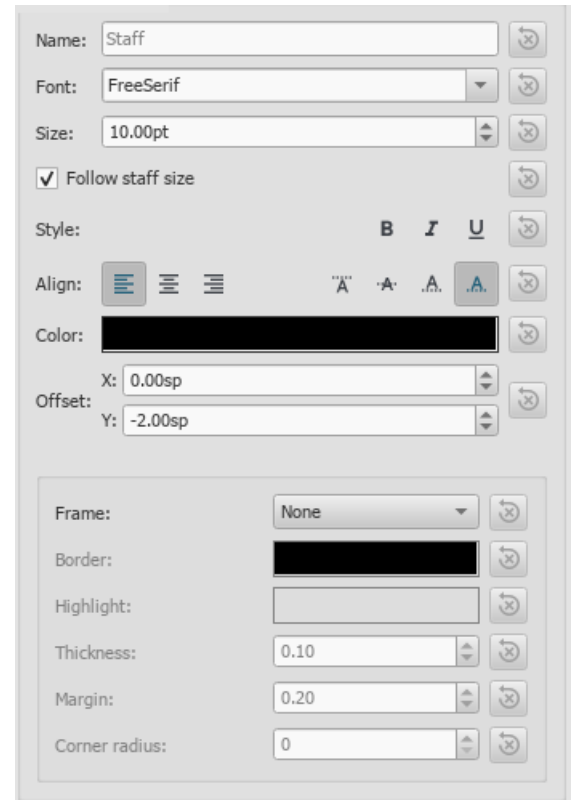 Name: Staff
Font: FreeSerif
Size: 10.00pt
Follow staff size
Style: B I U
Align: A A .A. .A.
Color:
Offset:
X: 0.00sp
Y: -2.00sp
Frame: None
Border:
Highlight:
Thickness: 0.10
Margin: 0.20
Corner radius: 0